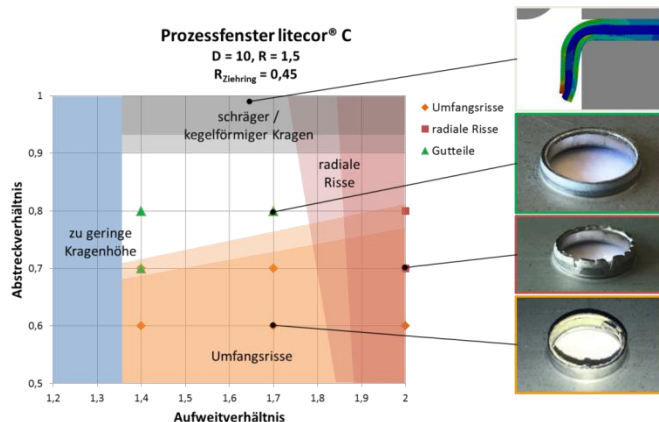 Prozessfenster litecor® C
D = 10, R = 1,5
RZiehring = 0,45
1
0,9
0,8
0,7
0,6
0,5
Abstreckverhältnis
schräger /
kegelförmiger Kragen
radiale
Risse
zu geringe
Kragenhöhe
Umfangsrisse
1,2
1,3
1,4
1,5
1,6
1,7
1,8
1,9
2
Aufweitverhältnis
Umfangsrisse
radiale Risse
Gutteile